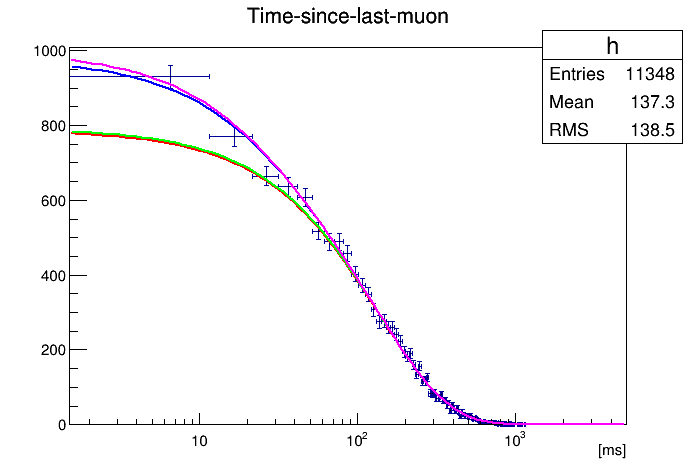 Time-since-last-muon
h
Entries 11348
Mean 137.3
RMS 138.5
1000
800
600
400
200
0
10
10²
10³
[ms]